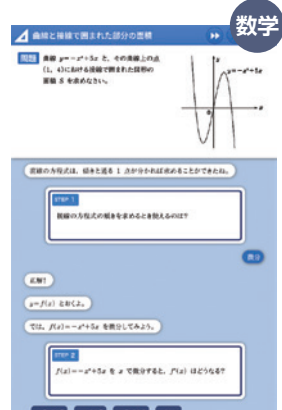 数学
曲線と接線で囲まれた部分の面積
問題 曲線 y=-x³+5x と、その曲線上の点
(1, 4)における接線で囲まれた図形の
面積 S を求めなさい。
y
y=-x³+5x
O
x
直線の方程式は、傾きと通る 1 点が分かれば求めることができたね。
STEP 1
接線の方程式の傾きを求めるとき使えるのは?
微分
正解!
y=f(x) とおくよ。
では、f(x)=-x³+5x を微分してみよう。
STEP 2
f(x)=-x³+5x を x で微分すると、f'(x) はどうなる?